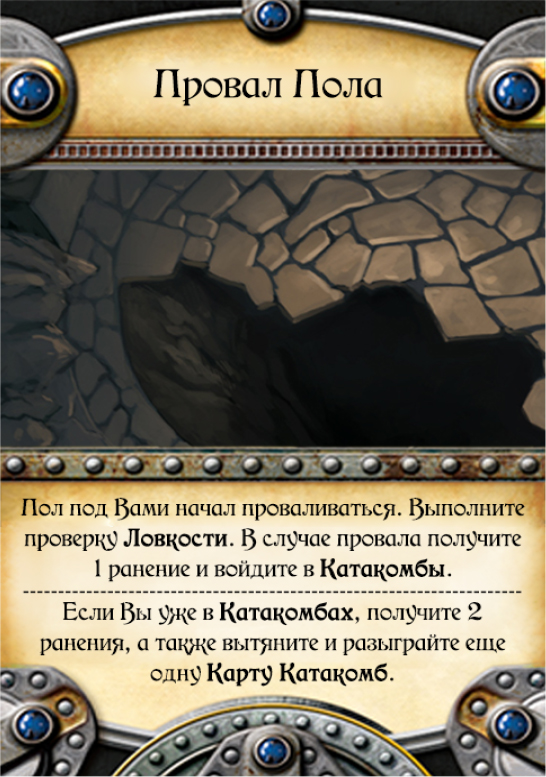 Провал Пола
Пол под Вами начал проваливаться. Выполните
проверку Ловкости. В случае провала получите
1 ранение и войдите в Катакомбы.
Если Вы уже в Катакомбах, получите 2
ранения, а также вытяните и разыграйте еще
одну Карту Катакомб.